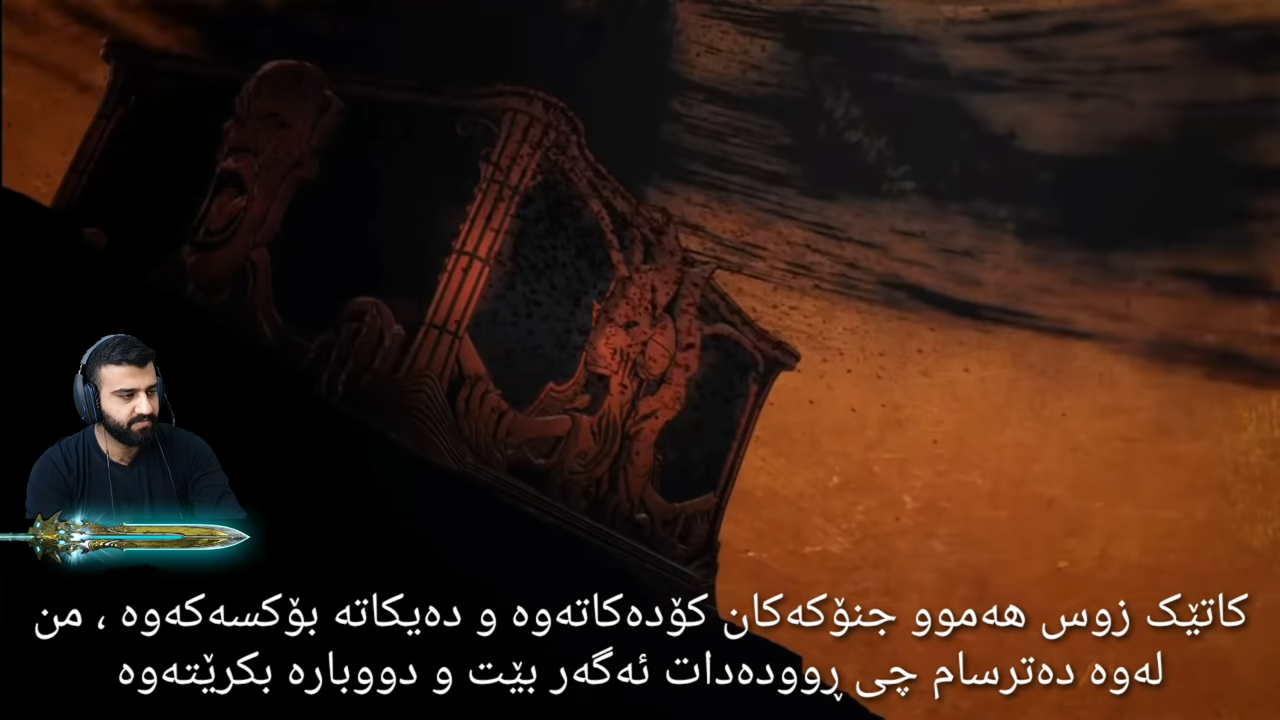 کاتێک زوس هەموو جنۆکەکان کۆدەکاتەوە و دەیکاتە بۆکسەکەوە ، من
لەوە دەترسام چی ڕوودەدات ئەگەر بێت و دووبارە بکرێتەوە